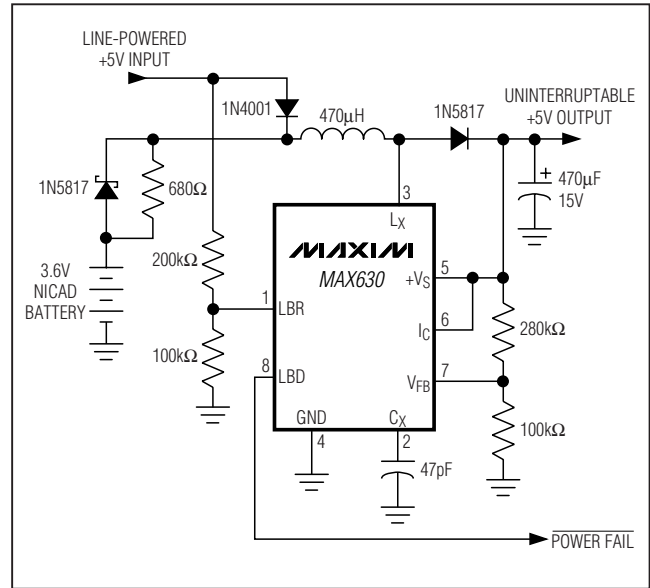 LINE-POWERED
+5V INPUT
1N4001
470μH
1N5817
UNINTERRUPTABLE
+5V OUTPUT
1N5817
680Ω
3
LX
470μF
15V
+
3.6V
NICAD
BATTERY
200kΩ
MAXIM
MAX630
1
LBR
5
+VS
6
IC
280kΩ
100kΩ
8
LBD
7
VFB
100kΩ
GND
4
CX
2
47pF
POWER FAIL